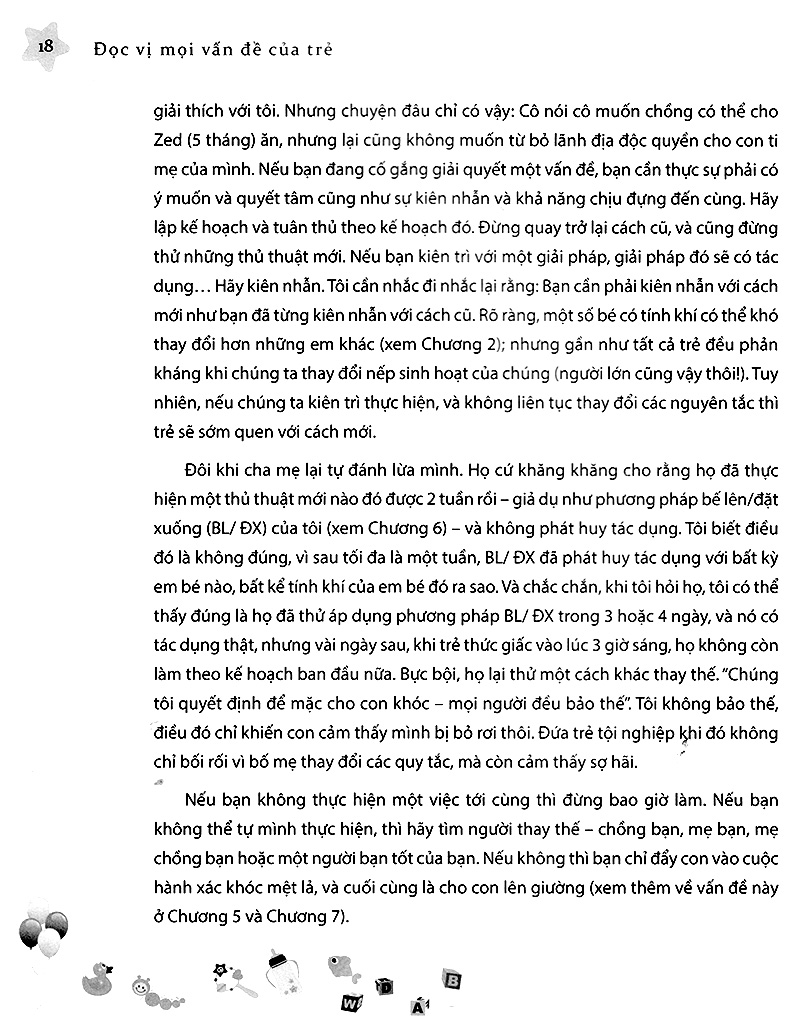 18
Đọc vị mọi vấn đề của trẻ
giải thích với tôi. Nhưng chuyện đâu chỉ có vậy: Cô nói cô muốn chồng có thể cho
Zed (5 tháng) ăn, nhưng lại cũng không muốn từ bỏ lãnh địa độc quyền cho con ti
mẹ của mình. Nếu bạn đang cố gắng giải quyết một vấn đề, bạn cần thực sự phải có
ý muốn và quyết tâm cũng như sự kiên nhẫn và khả năng chịu đựng đến cùng. Hãy
lập kế hoạch và tuân thủ theo kế hoạch đó. Đừng quay trở lại cách cũ, và cũng đừng
thử những thủ thuật mới. Nếu bạn kiên trì với một giải pháp, giải pháp đó sẽ có tác
dụng... Hãy kiên nhẫn. Tôi cần nhắc đi nhắc lại rằng: Bạn cần phải kiên nhẫn với cách
mới như bạn đã từng kiên nhẫn với cách cũ. Rõ ràng, một số bé có tính khí có thể khó
thay đổi hơn những em khác (xem Chương 2); nhưng gần như tất cả trẻ đều phản
kháng khi chúng ta thay đổi nếp sinh hoạt của chúng (người lớn cũng vậy thôi!). Tuy
nhiên, nếu chúng ta kiên trì thực hiện, và không liên tục thay đổi các nguyên tắc thì
trẻ sẽ sớm quen với cách mới.
Đôi khi cha mẹ lại tự đánh lừa mình. Họ cứ khăng khăng cho rằng họ đã thực
hiện một thủ thuật mới nào đó được 2 tuần rồi – giả dụ như phương pháp bế lên/đặt
xuống (BL/ ĐX) của tôi (xem Chương 6) – và không phát huy tác dụng. Tôi biết điều
đó là không đúng, vì sau tối đa là một tuần, BL/ ĐX đã phát huy tác dụng với bất kỳ
em bé nào, bất kể tính khí của em bé đó ra sao. Và chắc chắn, khi tôi hỏi họ, tôi có thể
thấy đúng là họ đã thử áp dụng phương pháp BL/ ĐX trong 3 hoặc 4 ngày, và nó có
tác dụng thật, nhưng vài ngày sau, khi trẻ thức giấc vào lúc 3 giờ sáng, họ không còn
làm theo kế hoạch ban đầu nữa. Bực bội, họ lại thử một cách khác thay thế. “Chúng
tôi quyết định để mặc cho con khóc – mọi người đều bảo thế”. Tôi không bảo thế,
điều đó chỉ khiến con cảm thấy mình bị bỏ rơi thôi. Đứa trẻ tội nghiệp khi đó không
chỉ bối rối vì bố mẹ thay đổi các quy tắc, mà còn cảm thấy sợ hãi.
Nếu bạn không thực hiện một việc tới cùng thì đừng bao giờ làm. Nếu bạn
không thể tự mình thực hiện, thì hãy tìm người thay thế – chồng bạn, mẹ bạn, mẹ
chồng bạn hoặc một người bạn tốt của bạn. Nếu không thì bạn chỉ đẩy con vào cuộc
hành xác khóc mệt lả, và cuối cùng là cho con lên giường (xem thêm về vấn đề này
ở Chương 5 và Chương 7).
W D A B